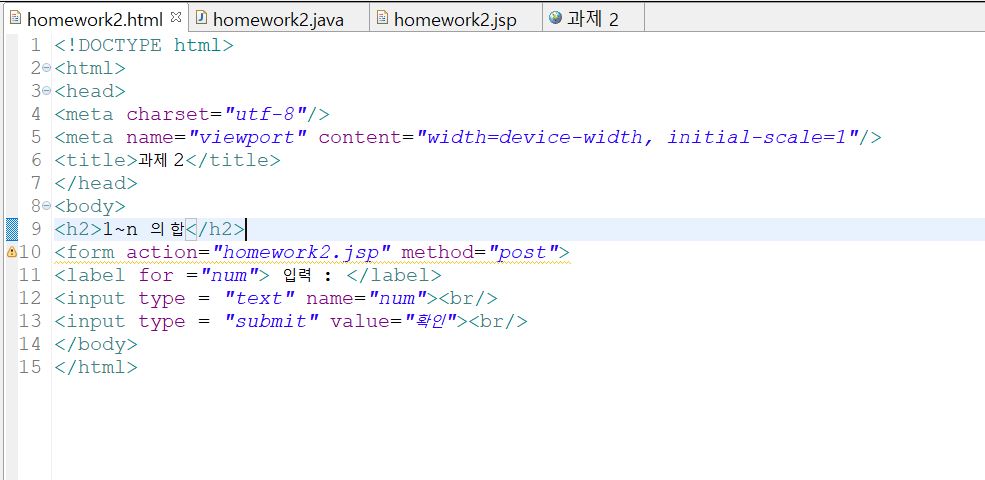 homework2.html homework2.java homework2.jsp 과제 2
1 <!DOCTYPE html>
2 <html>
3 <head>
4 <meta charset="utf-8"/>
5 <meta name="viewport" content="width=device-width, initial-scale=1"/>
6 <title>과제 2</title>
7 </head>
8 <body>
9 <h2>1~n 의 합</h2>
10 <form action="homework2.jsp" method="post">
11 <label for ="num"> 입력 : </label>
12 <input type = "text" name="num"><br/>
13 <input type = "submit" value="확인"><br/>
14 </body>
15 </html>